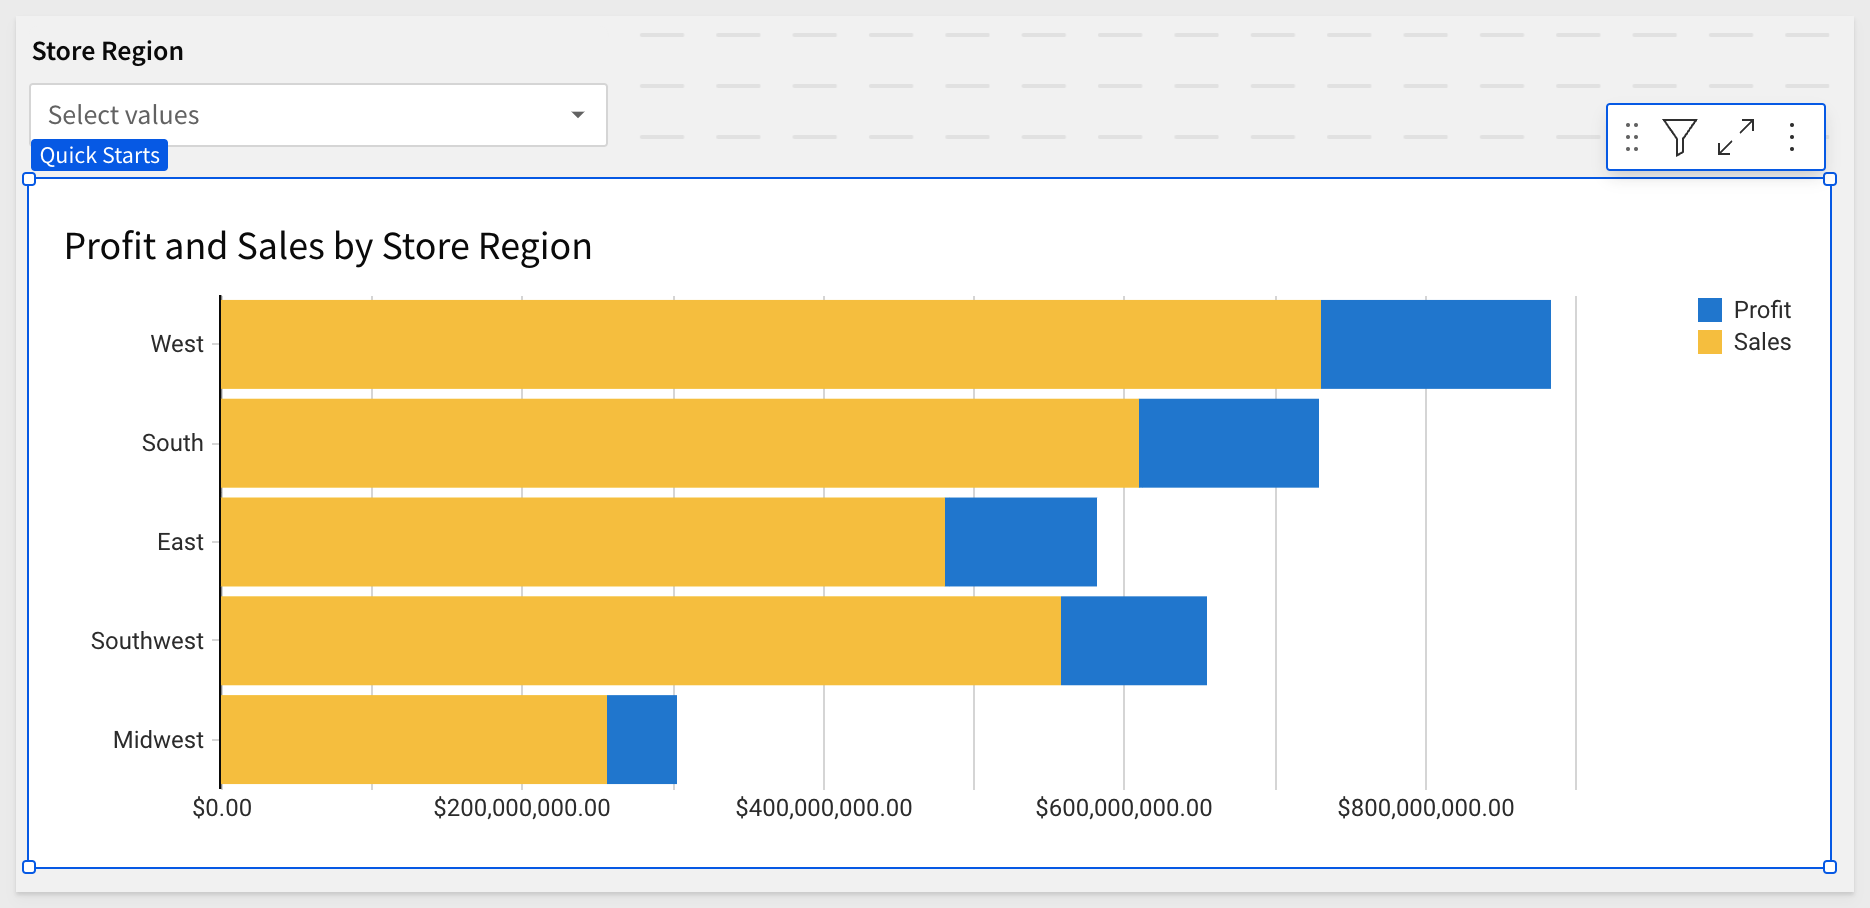 Store Region
Select values
Quick Starts
Profit and Sales by Store Region
Profit
Sales
West
South
East
Southwest
Midwest
$0.00 $200,000,000.00 $400,000,000.00 $600,000,000.00 $800,000,000.00